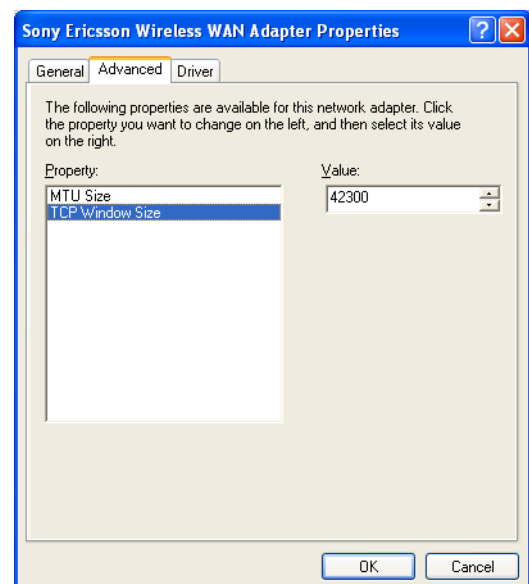 Sony Ericsson Wireless WAN Adapter Properties
General Advanced Driver
The following properties are available for this network adapter. Click
the property you want to change on the left, and then select its value
on the right.
Property: Value:
MTU Size 42300
TCP Window Size
OK Cancel